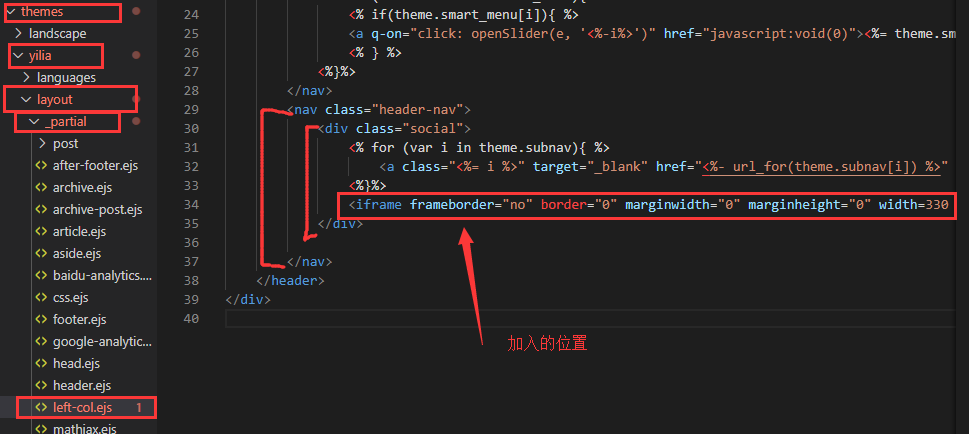 themes
landscape
yilia
languages
layout
_partial
post
after-footer.ejs
archive.ejs
archive-post.ejs
article.ejs
aside.ejs
baidu-analytics....
css.ejs
footer.ejs
google-analytic...
head.ejs
header.ejs
left-col.ejs 1
mathjax.ejs
24 <% if(theme.smart_menu[i]){ %>
25 <a q-on="click: openSlider(e, '<%-i%>')" href="javascript:void(0)"><%= theme.sm
26 <% } %>
27 <%}%>
28 </nav>
29 <nav class="header-nav">
30 <div class="social">
31 <% for (var i in theme.subnav){ %>
32 <a class="<%= i %>" target="_blank" href="<%- url_for(theme.subnav[i]) %>"
33 <%}%>
34 <iframe frameborder="no" border="0" marginwidth="0" marginheight="0" width=330
35 </div>
36
37 </nav>
38 </header>
39 </div>
40
加入的位置